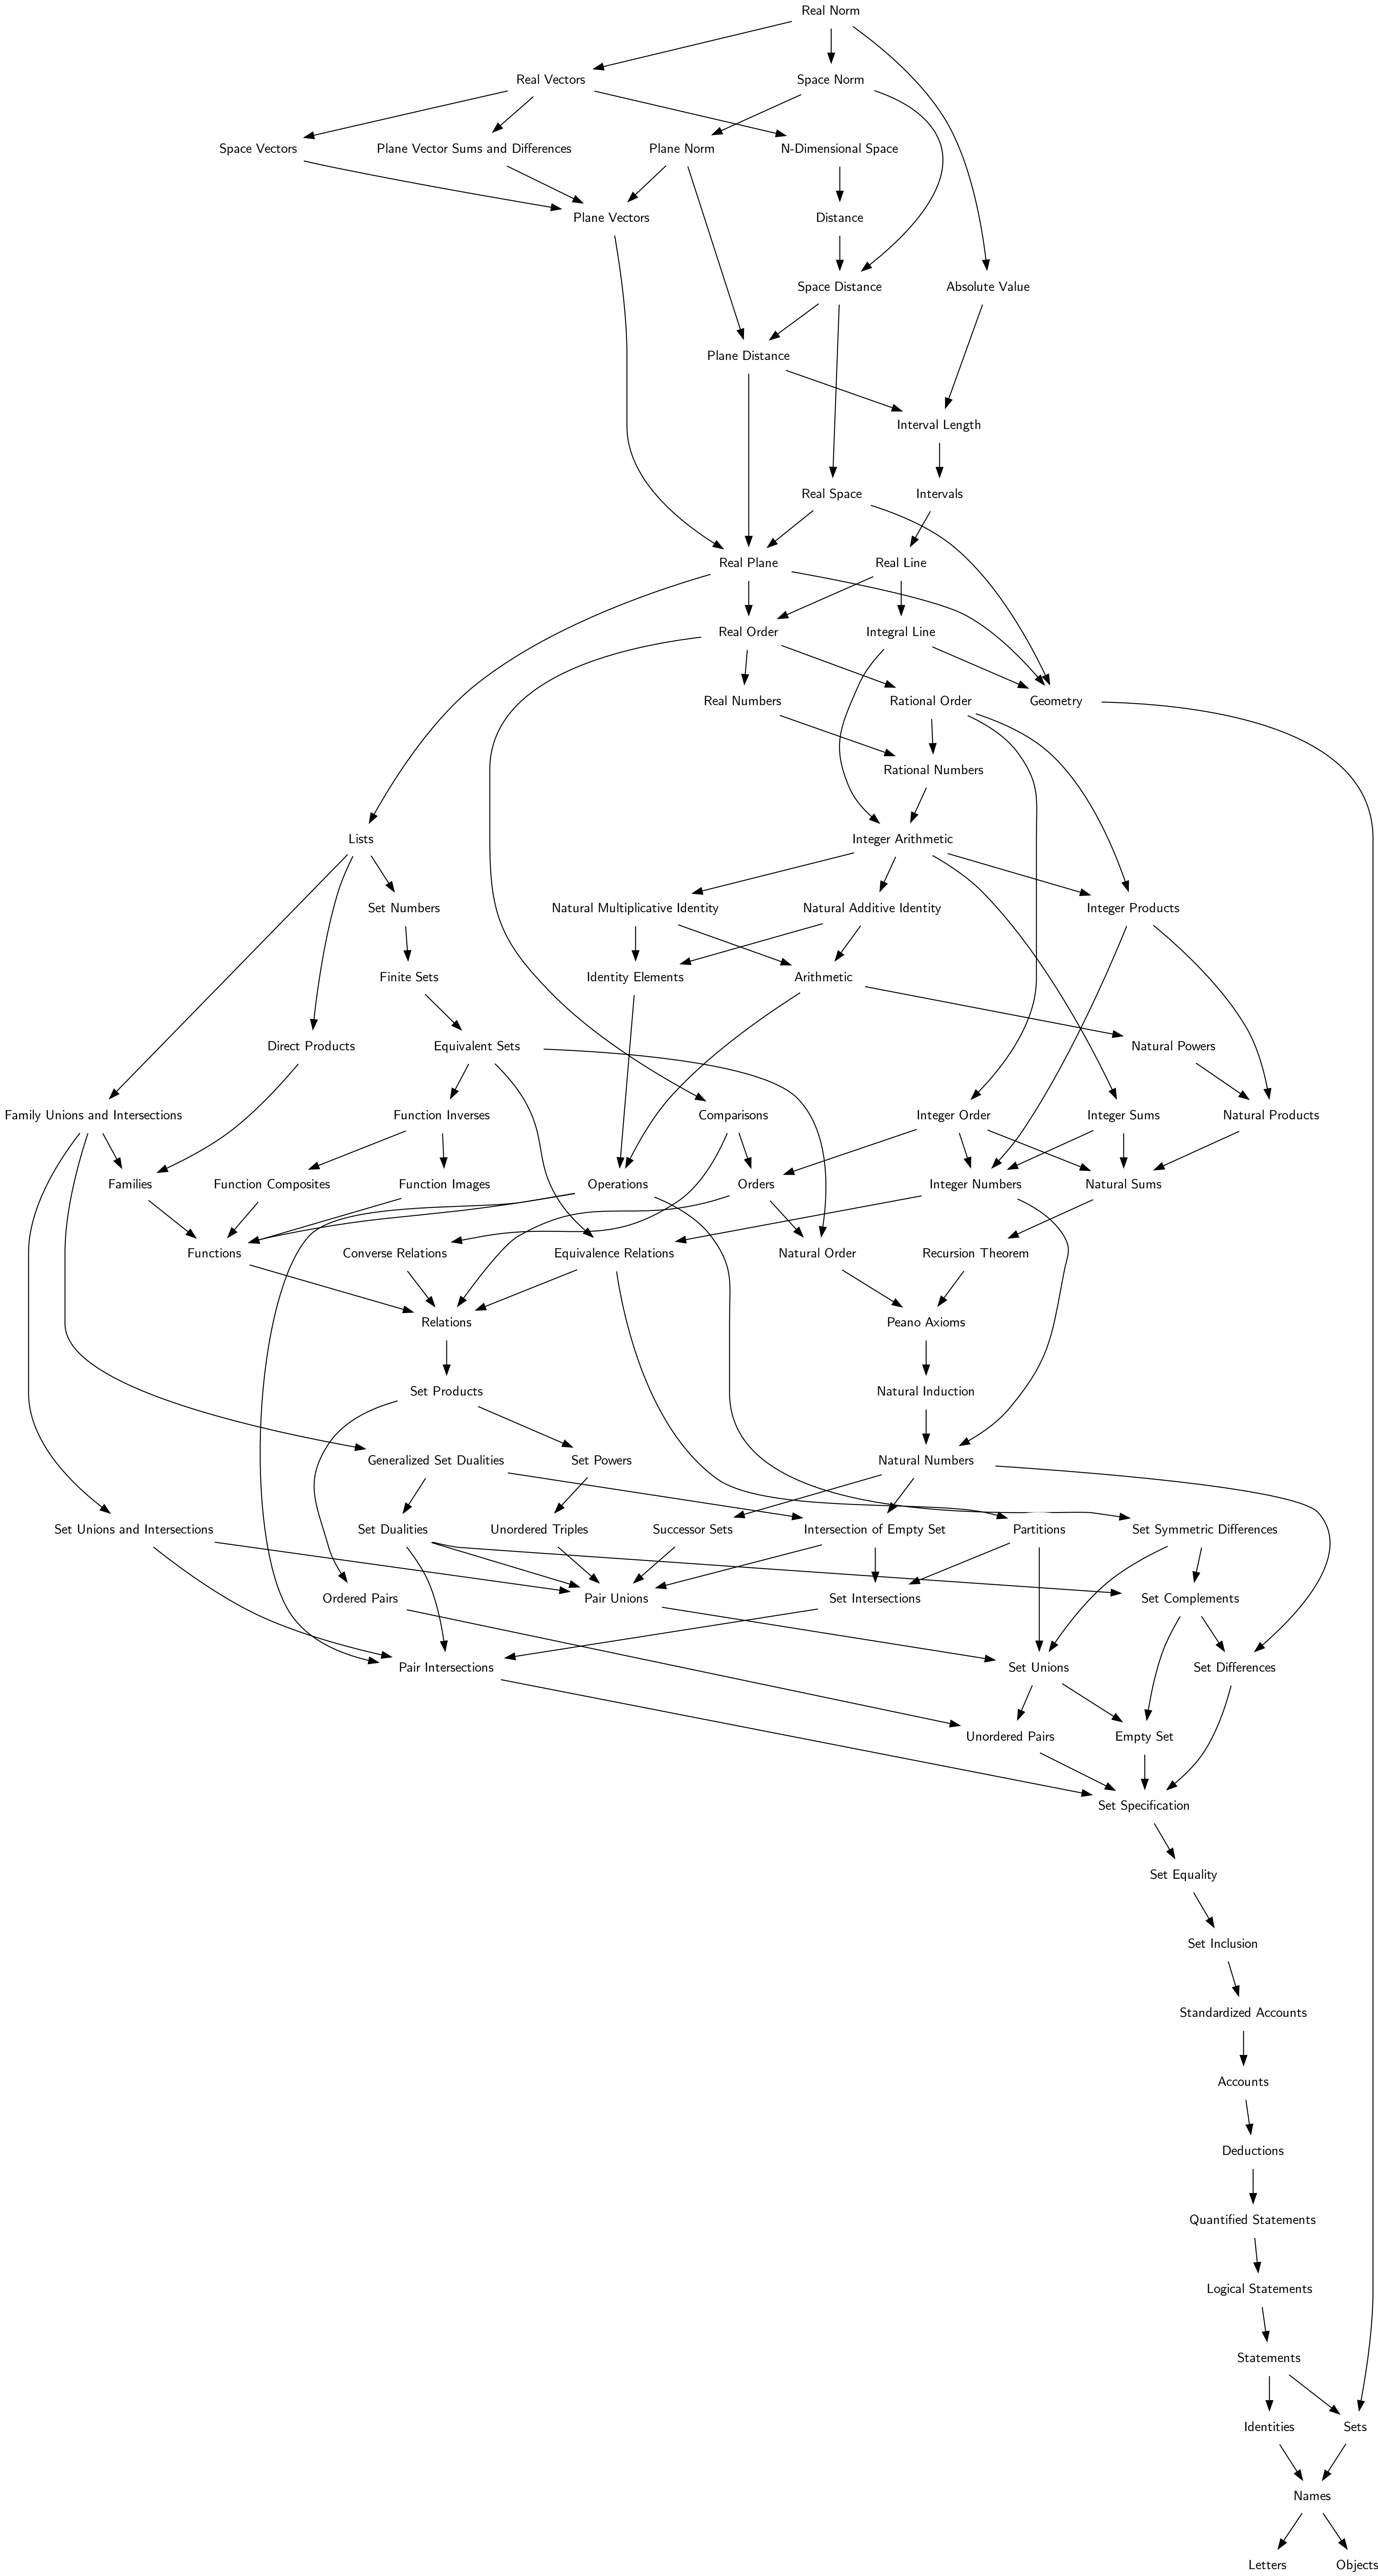 Real Norm
Real Vectors
Space Norm
Space Vectors
Plane Vector Sums and Differences
Plane Norm
N-Dimensional Space
Plane Vectors
Distance
Space Distance
Absolute Value
Plane Distance
Interval Length
Real Space
Intervals
Real Plane
Real Line
Real Order
Integral Line
Real Numbers
Rational Order
Geometry
Rational Numbers
Lists
Integer Arithmetic
Set Numbers
Natural Multiplicative Identity
Natural Additive Identity
Integer Products
Finite Sets
Identity Elements
Arithmetic
Direct Products
Equivalent Sets
Natural Powers
Family Unions and Intersections
Function Inverses
Comparisons
Integer Order
Integer Sums
Natural Products
Families
Function Composites
Function Images
Operations
Orders
Integer Numbers
Natural Sums
Functions
Converse Relations
Equivalence Relations
Natural Order
Recursion Theorem
Relations
Peano Axioms
Set Products
Natural Induction
Generalized Set Dualities
Set Powers
Natural Numbers
Set Unions and Intersections
Set Dualities
Unordered Triples
Successor Sets
Intersection of Empty Set
Partitions
Set Symmetric Differences
Ordered Pairs
Pair Unions
Set Intersections
Set Complements
Pair Intersections
Set Unions
Set Differences
Unordered Pairs
Empty Set
Set Specification
Set Equality
Set Inclusion
Standardized Accounts
Accounts
Deductions
Quantified Statements
Logical Statements
Statements
Identities
Sets
Names
Letters
Objects